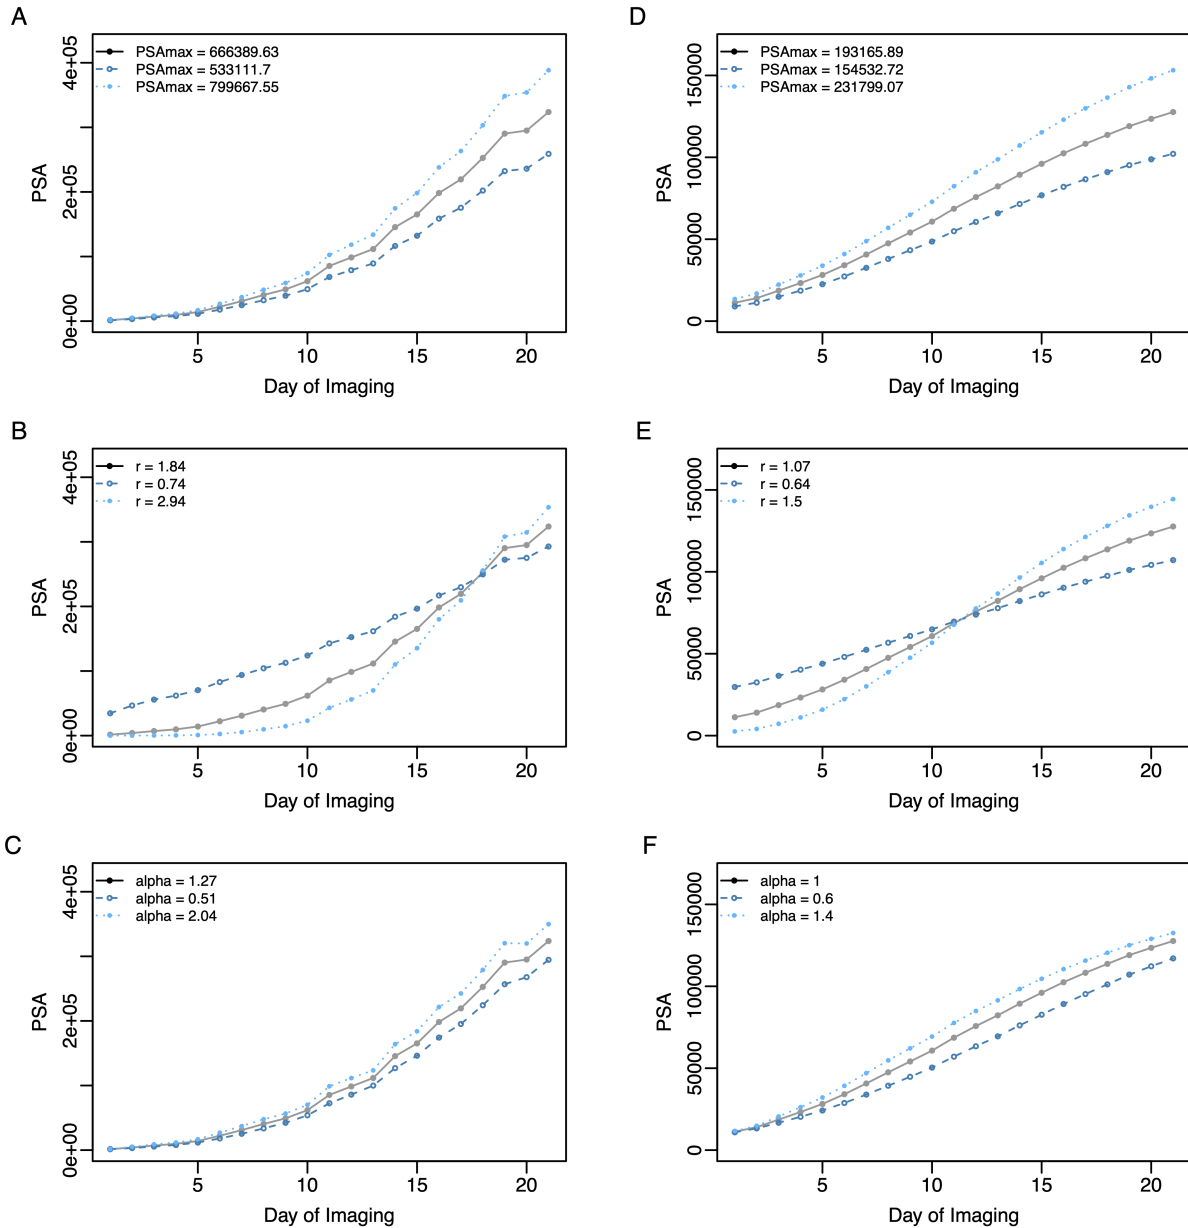 A
PSAmax = 666389.63
PSAmax = 533111.7
PSAmax = 799667.55
PSA
0e+00
2e+05
4e+05
5
10
15
20
Day of Imaging
D
PSAmax = 193165.89
PSAmax = 154532.72
PSAmax = 231799.07
PSA
0
50000
100000
150000
5
10
15
20
Day of Imaging
B
r = 1.84
r = 0.74
r = 2.94
PSA
0e+00
2e+05
4e+05
5
10
15
20
Day of Imaging
E
r = 1.07
r = 0.64
r = 1.5
PSA
0
50000
100000
150000
5
10
15
20
Day of Imaging
C
alpha = 1.27
alpha = 0.51
alpha = 2.04
PSA
0e+00
2e+05
4e+05
5
10
15
20
Day of Imaging
F
alpha = 1
alpha = 0.6
alpha = 1.4
PSA
0
50000
100000
150000
5
10
15
20
Day of Imaging